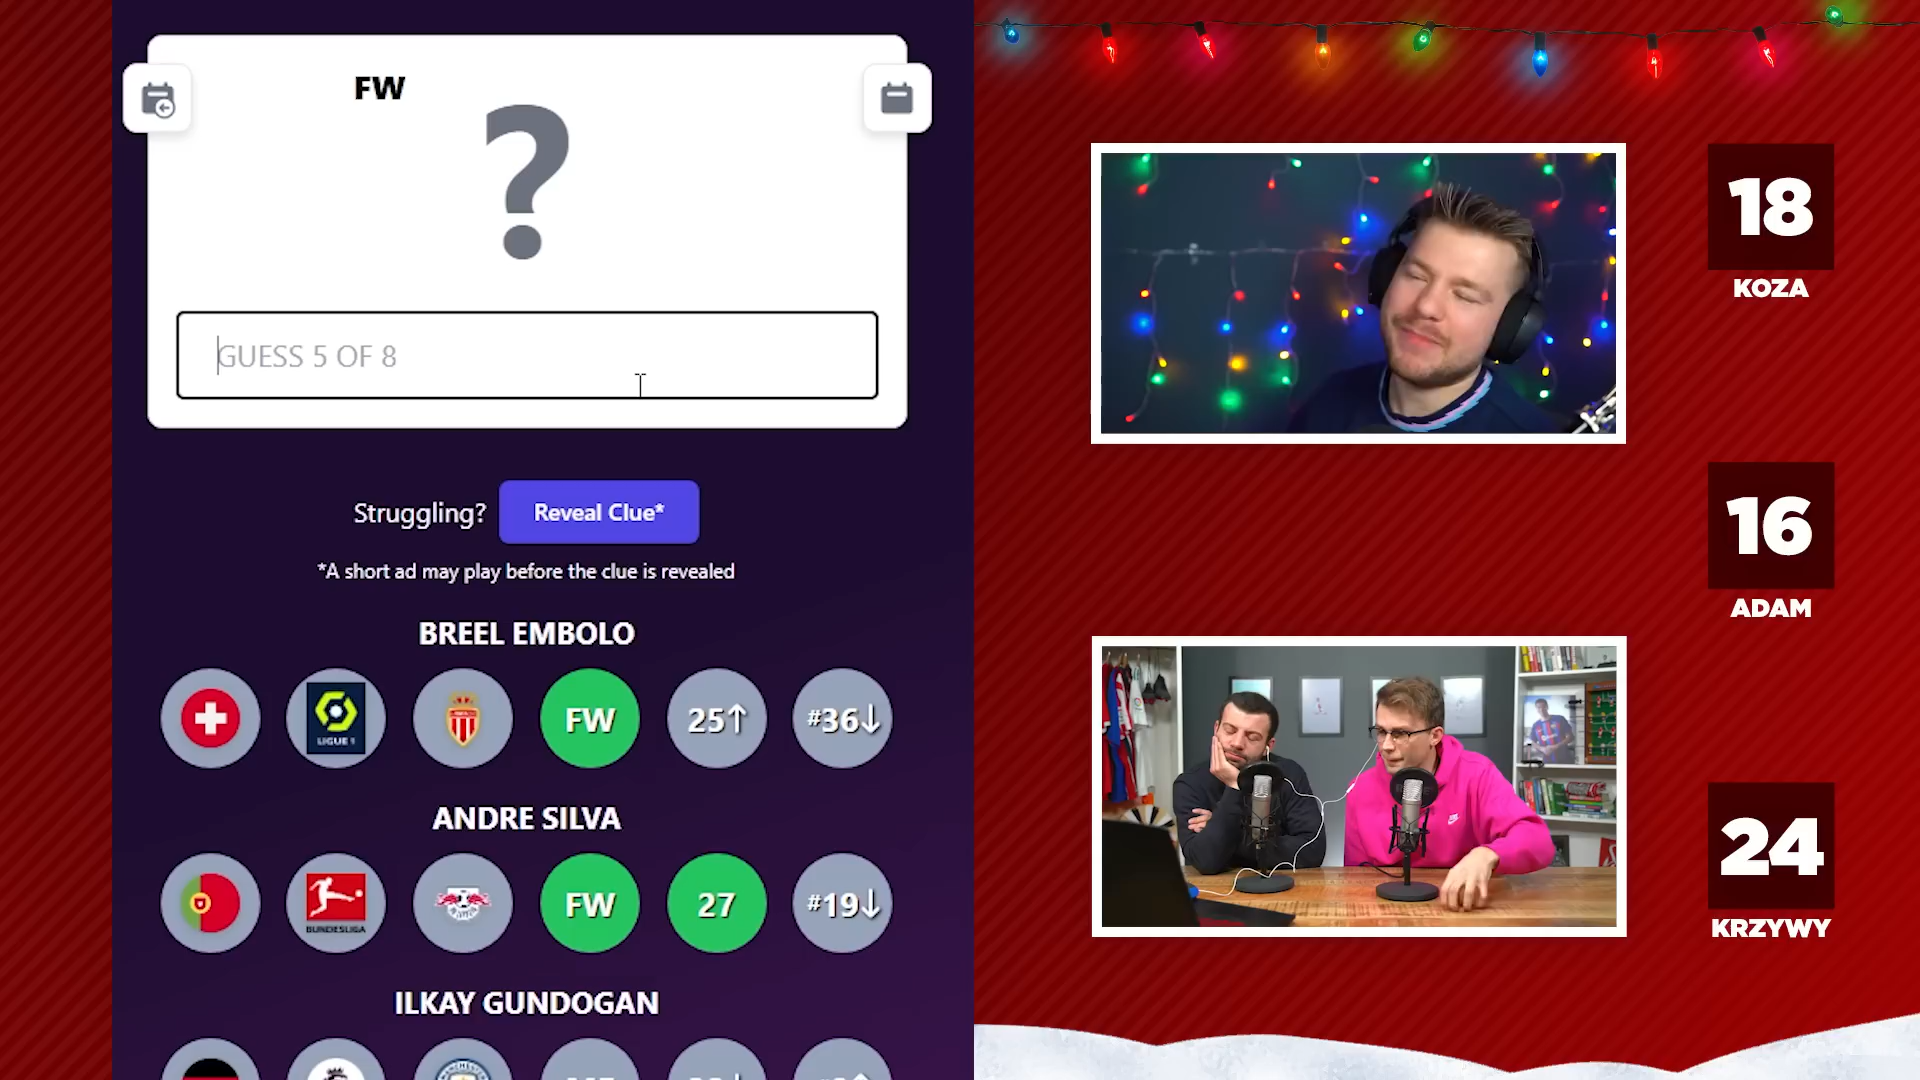 FW
?
GUESS 5 OF 8
Struggling?
Reveal Clue*
*A short ad may play before the clue is revealed
BREEL EMBOLO
LIGUE 1
FW
25↑
#36↓
ANDRE SILVA
BUNDESLIGA
FW
27
#19↓
ILKAY GUNDOGAN
18
KOZA
16
ADAM
24
KRZYWY